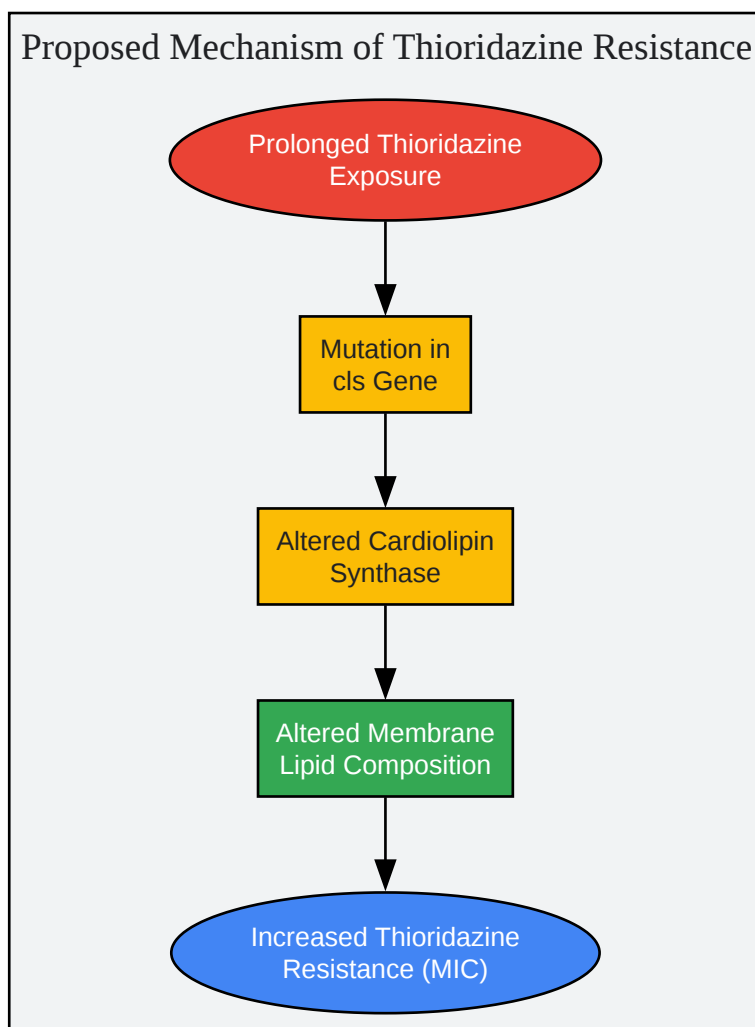 Proposed Mechanism of Thioridazine Resistance
Prolonged Thioridazine
Exposure
Mutation in
cls Gene
Altered Cardiolipin
Synthase
Altered Membrane
Lipid Composition
Increased Thioridazine
Resistance (MIC)